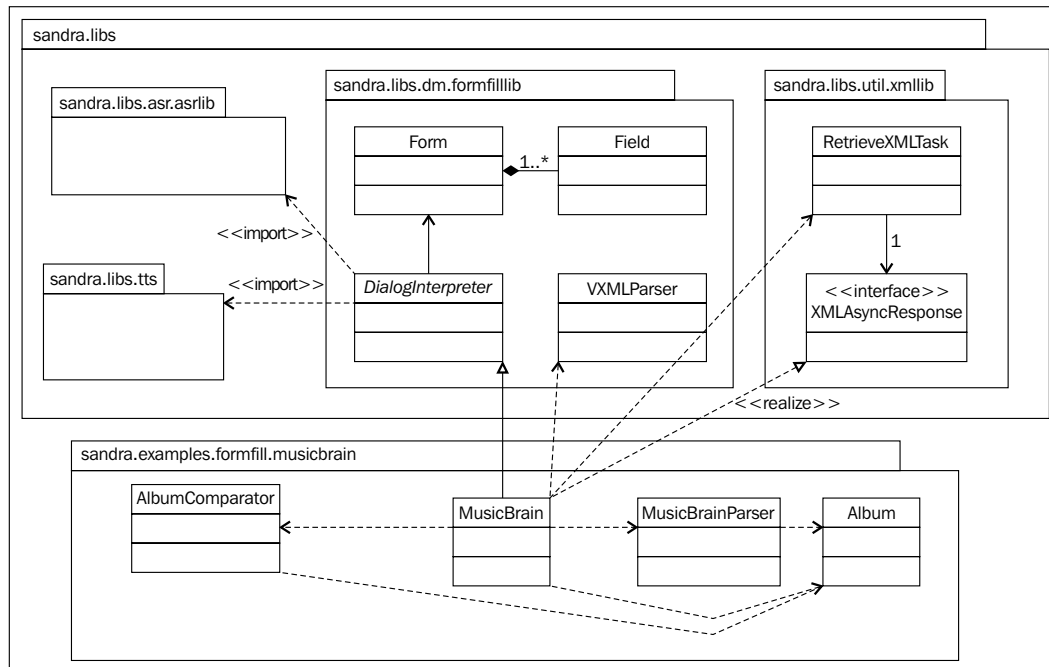 sandra.libs
sandra.libs.asr.asrlib
sandra.libs.dm.formfilllib
sandra.libs.util.xmllib
Form
1..*
Field
RetrieveXMLTask
1
<<import>>
sandra.libs.tts
<<import>>
DialogInterpreter
VXMLParser
<<interface>>
XMLAsyncResponse
<<realize>>
sandra.examples.formfill.musicbrain
AlbumComparator
MusicBrain
MusicBrainParser
Album